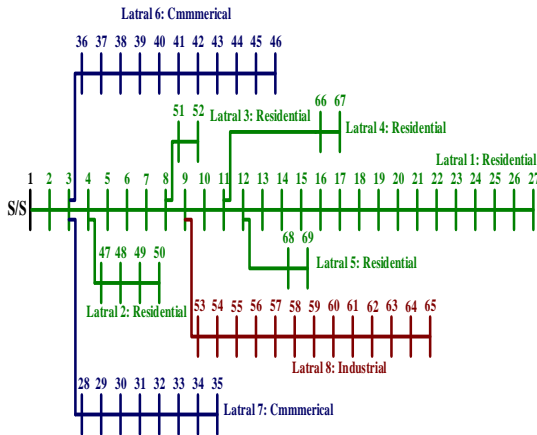 Latral 6: Cmmmerical
36 37 38 39 40 41 42 43 44 45 46
51 52 Latral 3: Residential 66 67
Latral 4: Residential
Latral 1: Residential
1 2 3 4 5 6 7 8 9 10 11 12 13 14 15 16 17 18 19 20 21 22 23 24 25 26 27
S/S
47 48 49 50 68 69 Latral 5: Residential
Latral 2: Residential
53 54 55 56 57 58 59 60 61 62 63 64 65
Latral 8: Industrial
28 29 30 31 32 33 34 35
Latral 7: Cmmmerical